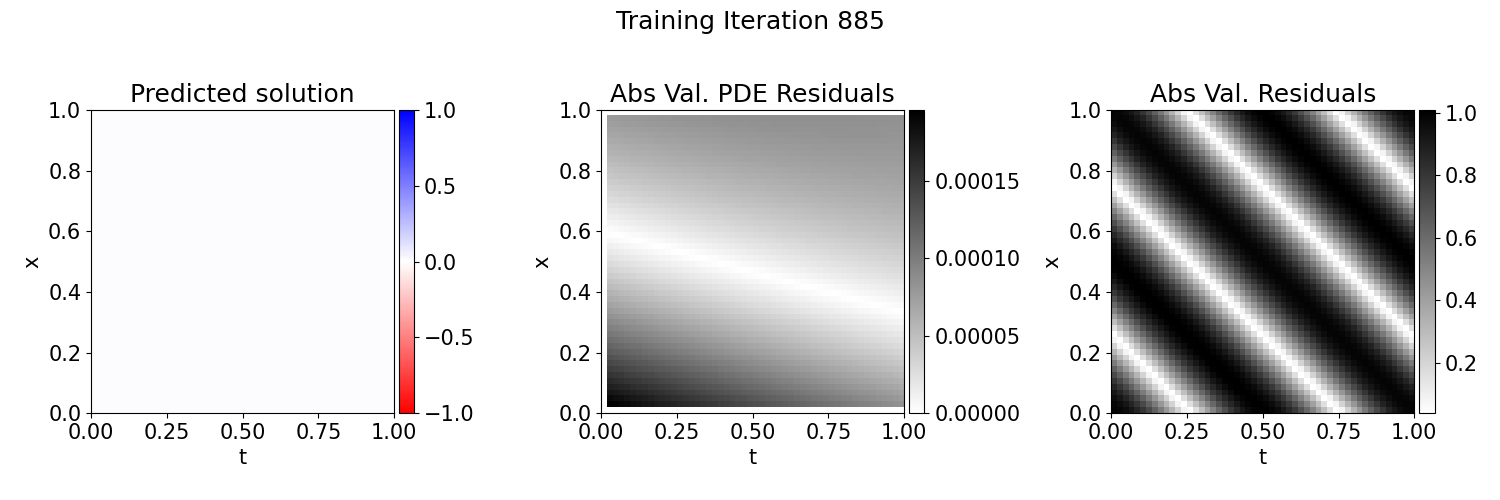 Training Iteration 885
Predicted solution
1.0
0.8
0.6
0.4
0.2
0.0
x
0.00 0.25 0.50 0.75 1.00
t
1.0
0.5
0.0
−0.5
−1.0
Abs Val. PDE Residuals
1.0
0.8
0.6
0.4
0.2
0.0
x
0.00 0.25 0.50 0.75 1.00
t
0.00015
0.00010
0.00005
0.00000
Abs Val. Residuals
1.0
0.8
0.6
0.4
0.2
0.0
x
0.00 0.25 0.50 0.75 1.00
t
1.0
0.8
0.6
0.4
0.2